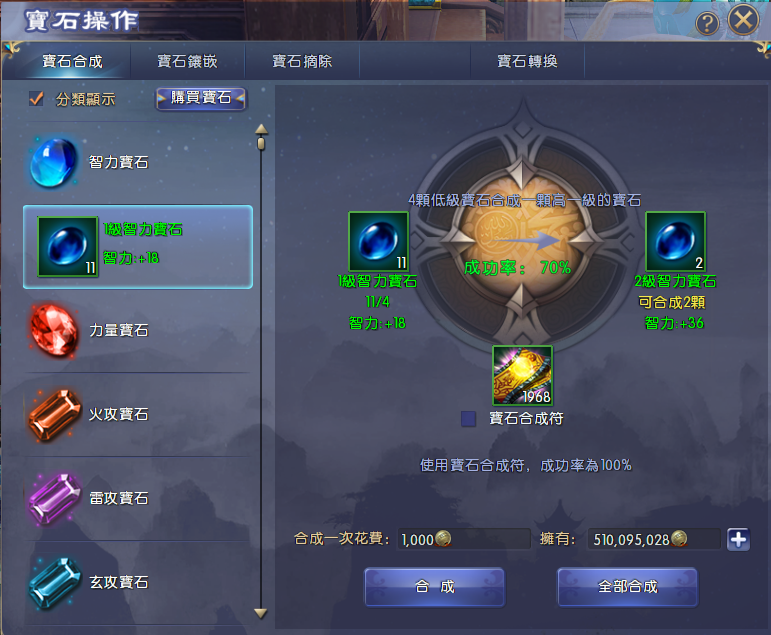 寶石操作
寶石合成
寶石鑲嵌
寶石摘除
寶石轉換
分類顯示
購買寶石
智力寶石
1級智力寶石
智力:+18
11
力量寶石
火攻寶石
雷攻寶石
玄攻寶石
4顆低級寶石合成一顆高一級的寶石
11
1級智力寶石
11/4
智力:+18
成功率: 70%
2
2級智力寶石
可合成2顆
智力:+36
1968
寶石合成符
使用寶石合成符, 成功率為100%
合成一次花費: 1,000
擁有: 510,095,028
合 成
全部合成